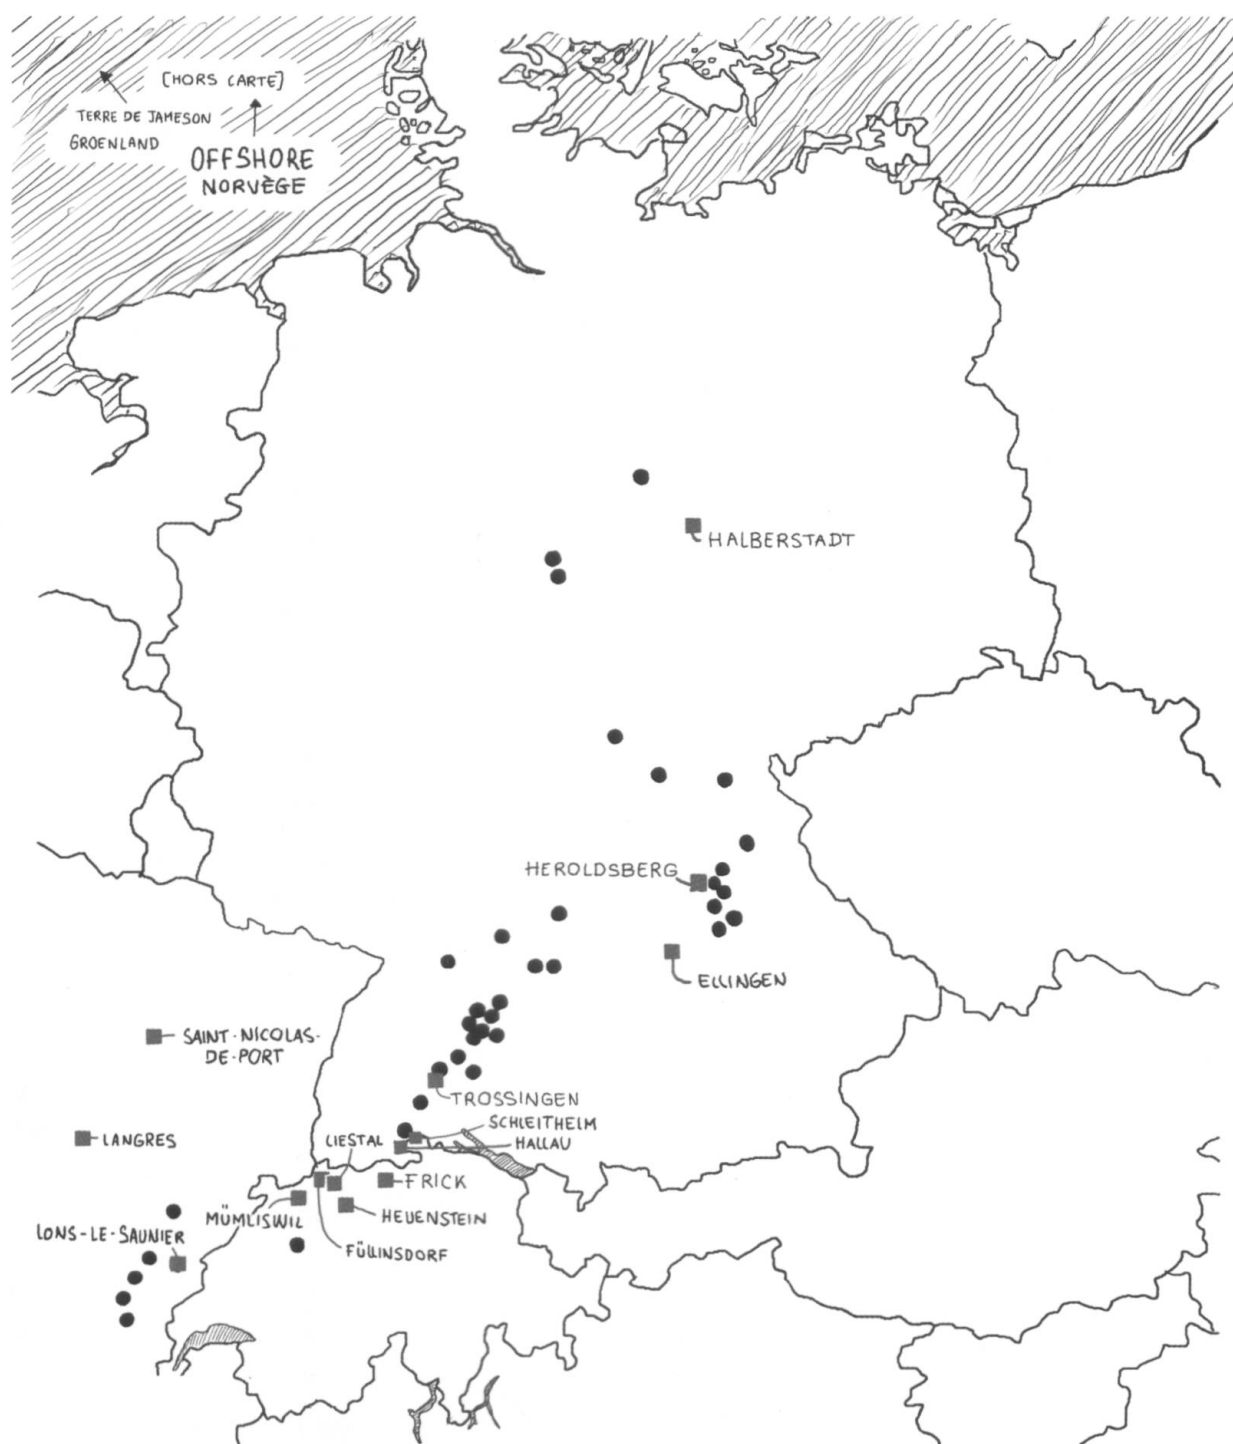 [HORS CARTE]
TERRE DE JAMESON
GROENLAND
OFFSHORE
NORVÈGE
HALBERSTADT
HEROLDSBERG
ELLINGEN
SAINT-NICOLAS-
DE-PORT
TROSSINGEN
SCHLEITHEIM
HALLAU
LANGRES
LIESTAL
FRICK
MÜMLISWIL
HEUENSTEIN
LONS-LE-SAUNIER
FÜLLINSDORF